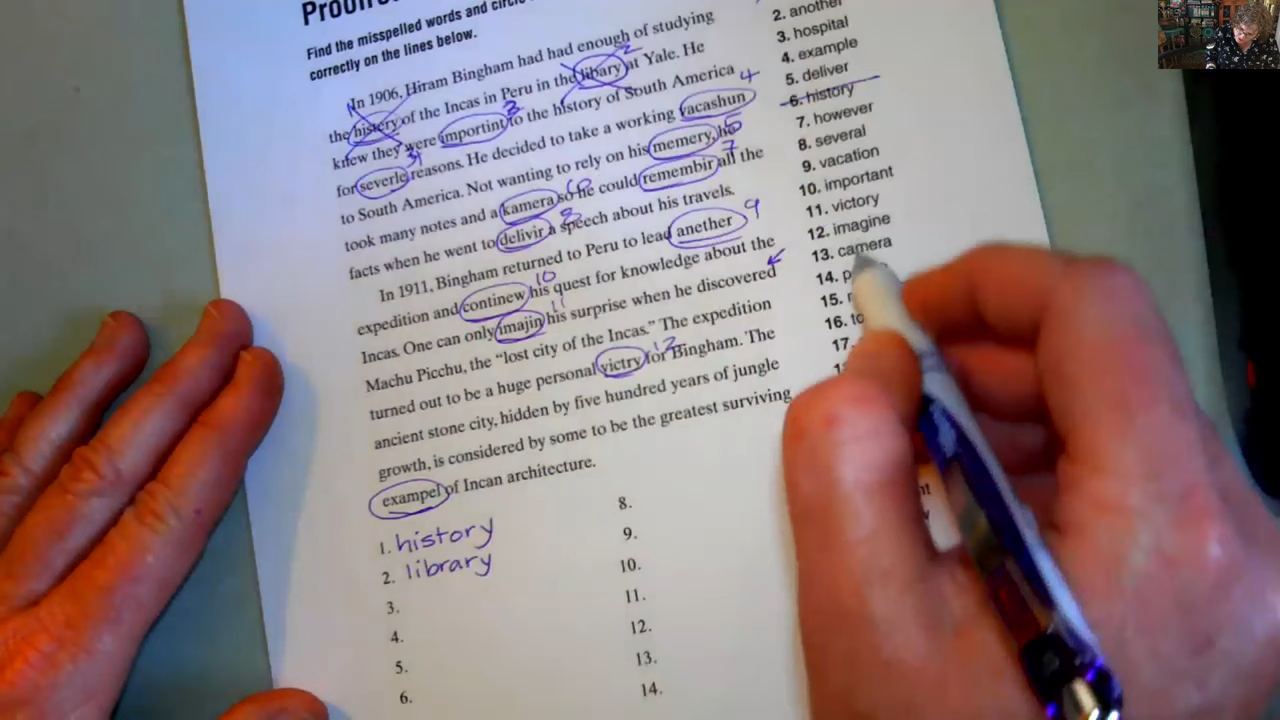 Find the misspelled words and circle
correctly on the lines below.
In 1906, Hiram Bingham had had enough of studying
the histery of the Incas in Peru in the libary at Yale. He
knew they were importint to the history of South America
for severle reasons. He decided to take a working vacashun
to South America. Not wanting to rely on his memery, he
took many notes and a kamera so he could remembir all the
facts when he went to delivir a speech about his travels.
In 1911, Bingham returned to Peru to lead anether
expedition and continew his quest for knowledge about the
Incas. One can only imajin his surprise when he discovered
Machu Picchu, the “lost city of the Incas.” The expedition
turned out to be a huge personal victry for Bingham. The
ancient stone city, hidden by five hundred years of jungle
growth, is considered by some to be the greatest surviving
exampel of Incan architecture.
1. history
2. library
3.
4.
5.
6.
8.
9.
10.
11.
12.
13.
14.
2. another
3. hospital
4. example
5. deliver
6. history
7. however
8. several
9. vacation
10. important
11. victory
12. imagine
13. camera
14.
15.
16.
17.